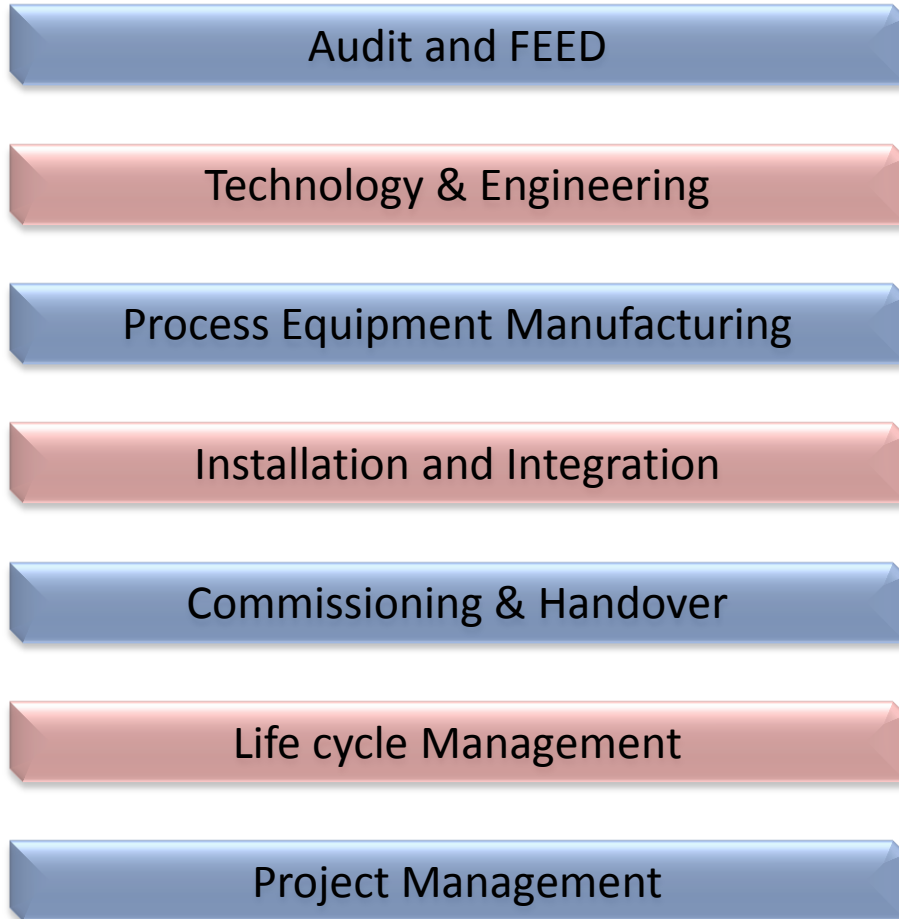 Audit and FEED
Technology & Engineering
Process Equipment Manufacturing
Installation and Integration
Commissioning & Handover
Life cycle Management
Project Management